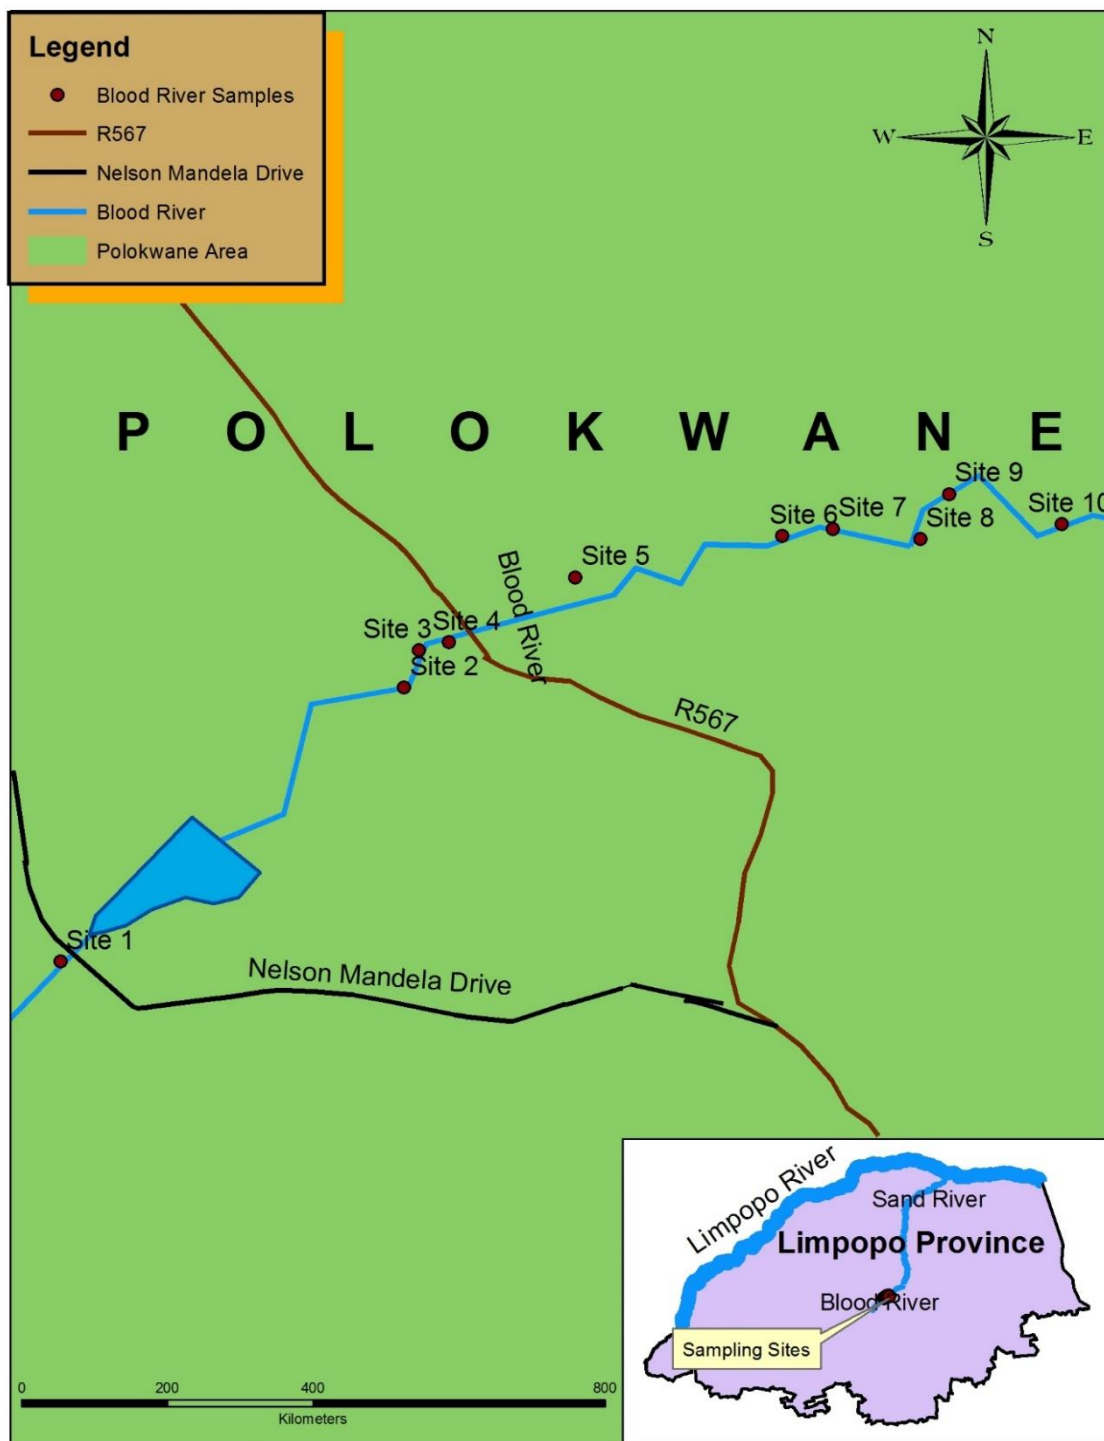 Legend
Blood River Samples
R567
Nelson Mandela Drive
Blood River
Polokwane Area
N
W E
S
P O L O K W A N E
Site 9
Site 10
Site 6
Site 7
Site 8
Site 5
Blood River
Site 3
Site 4
Site 2
R567
Site 1
Nelson Mandela Drive
Limpopo River
Sand River
Limpopo Province
Blood River
Sampling Sites
0 200 400 800
Kilometers